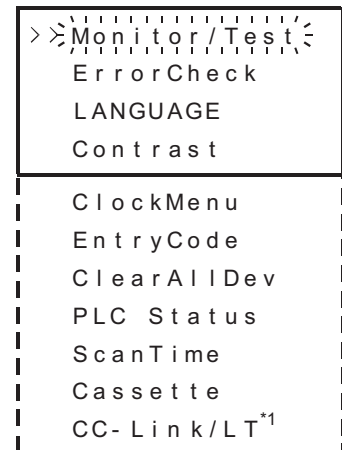 >>Monitor/Test
ErrorCheck
LANGUAGE
Contrast
ClockMenu
EntryCode
ClearAllDev
PLC Status
ScanTime
Cassette
CC-Link/LT*1